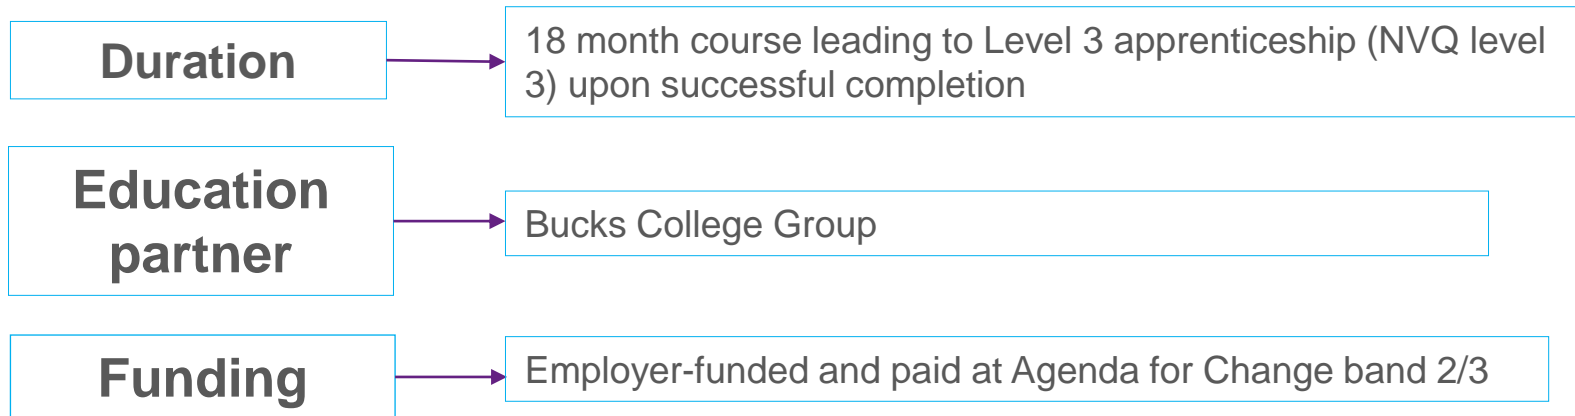 Duration
18 month course leading to Level 3 apprenticeship (NVQ level
3) upon successful completion
Education
partner
Bucks College Group
Funding
Employer-funded and paid at Agenda for Change band 2/3